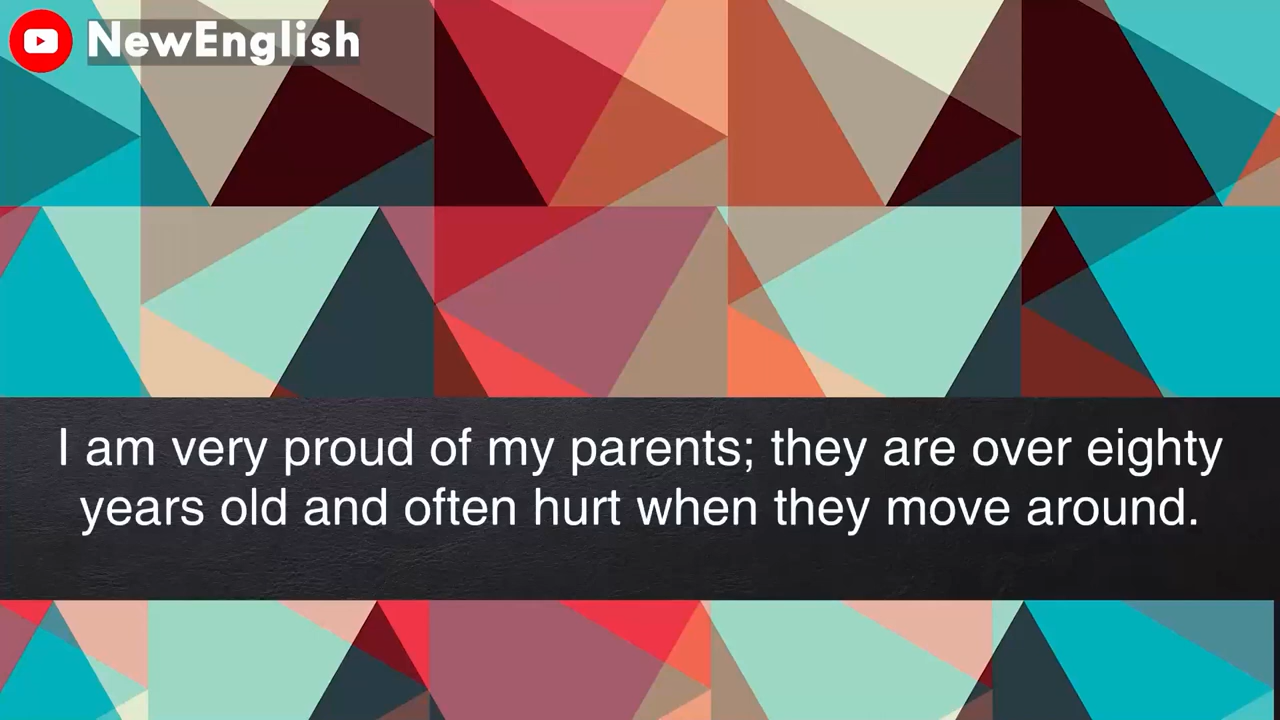 NewEnglish
I am very proud of my parents; they are over eighty
years old and often hurt when they move around.